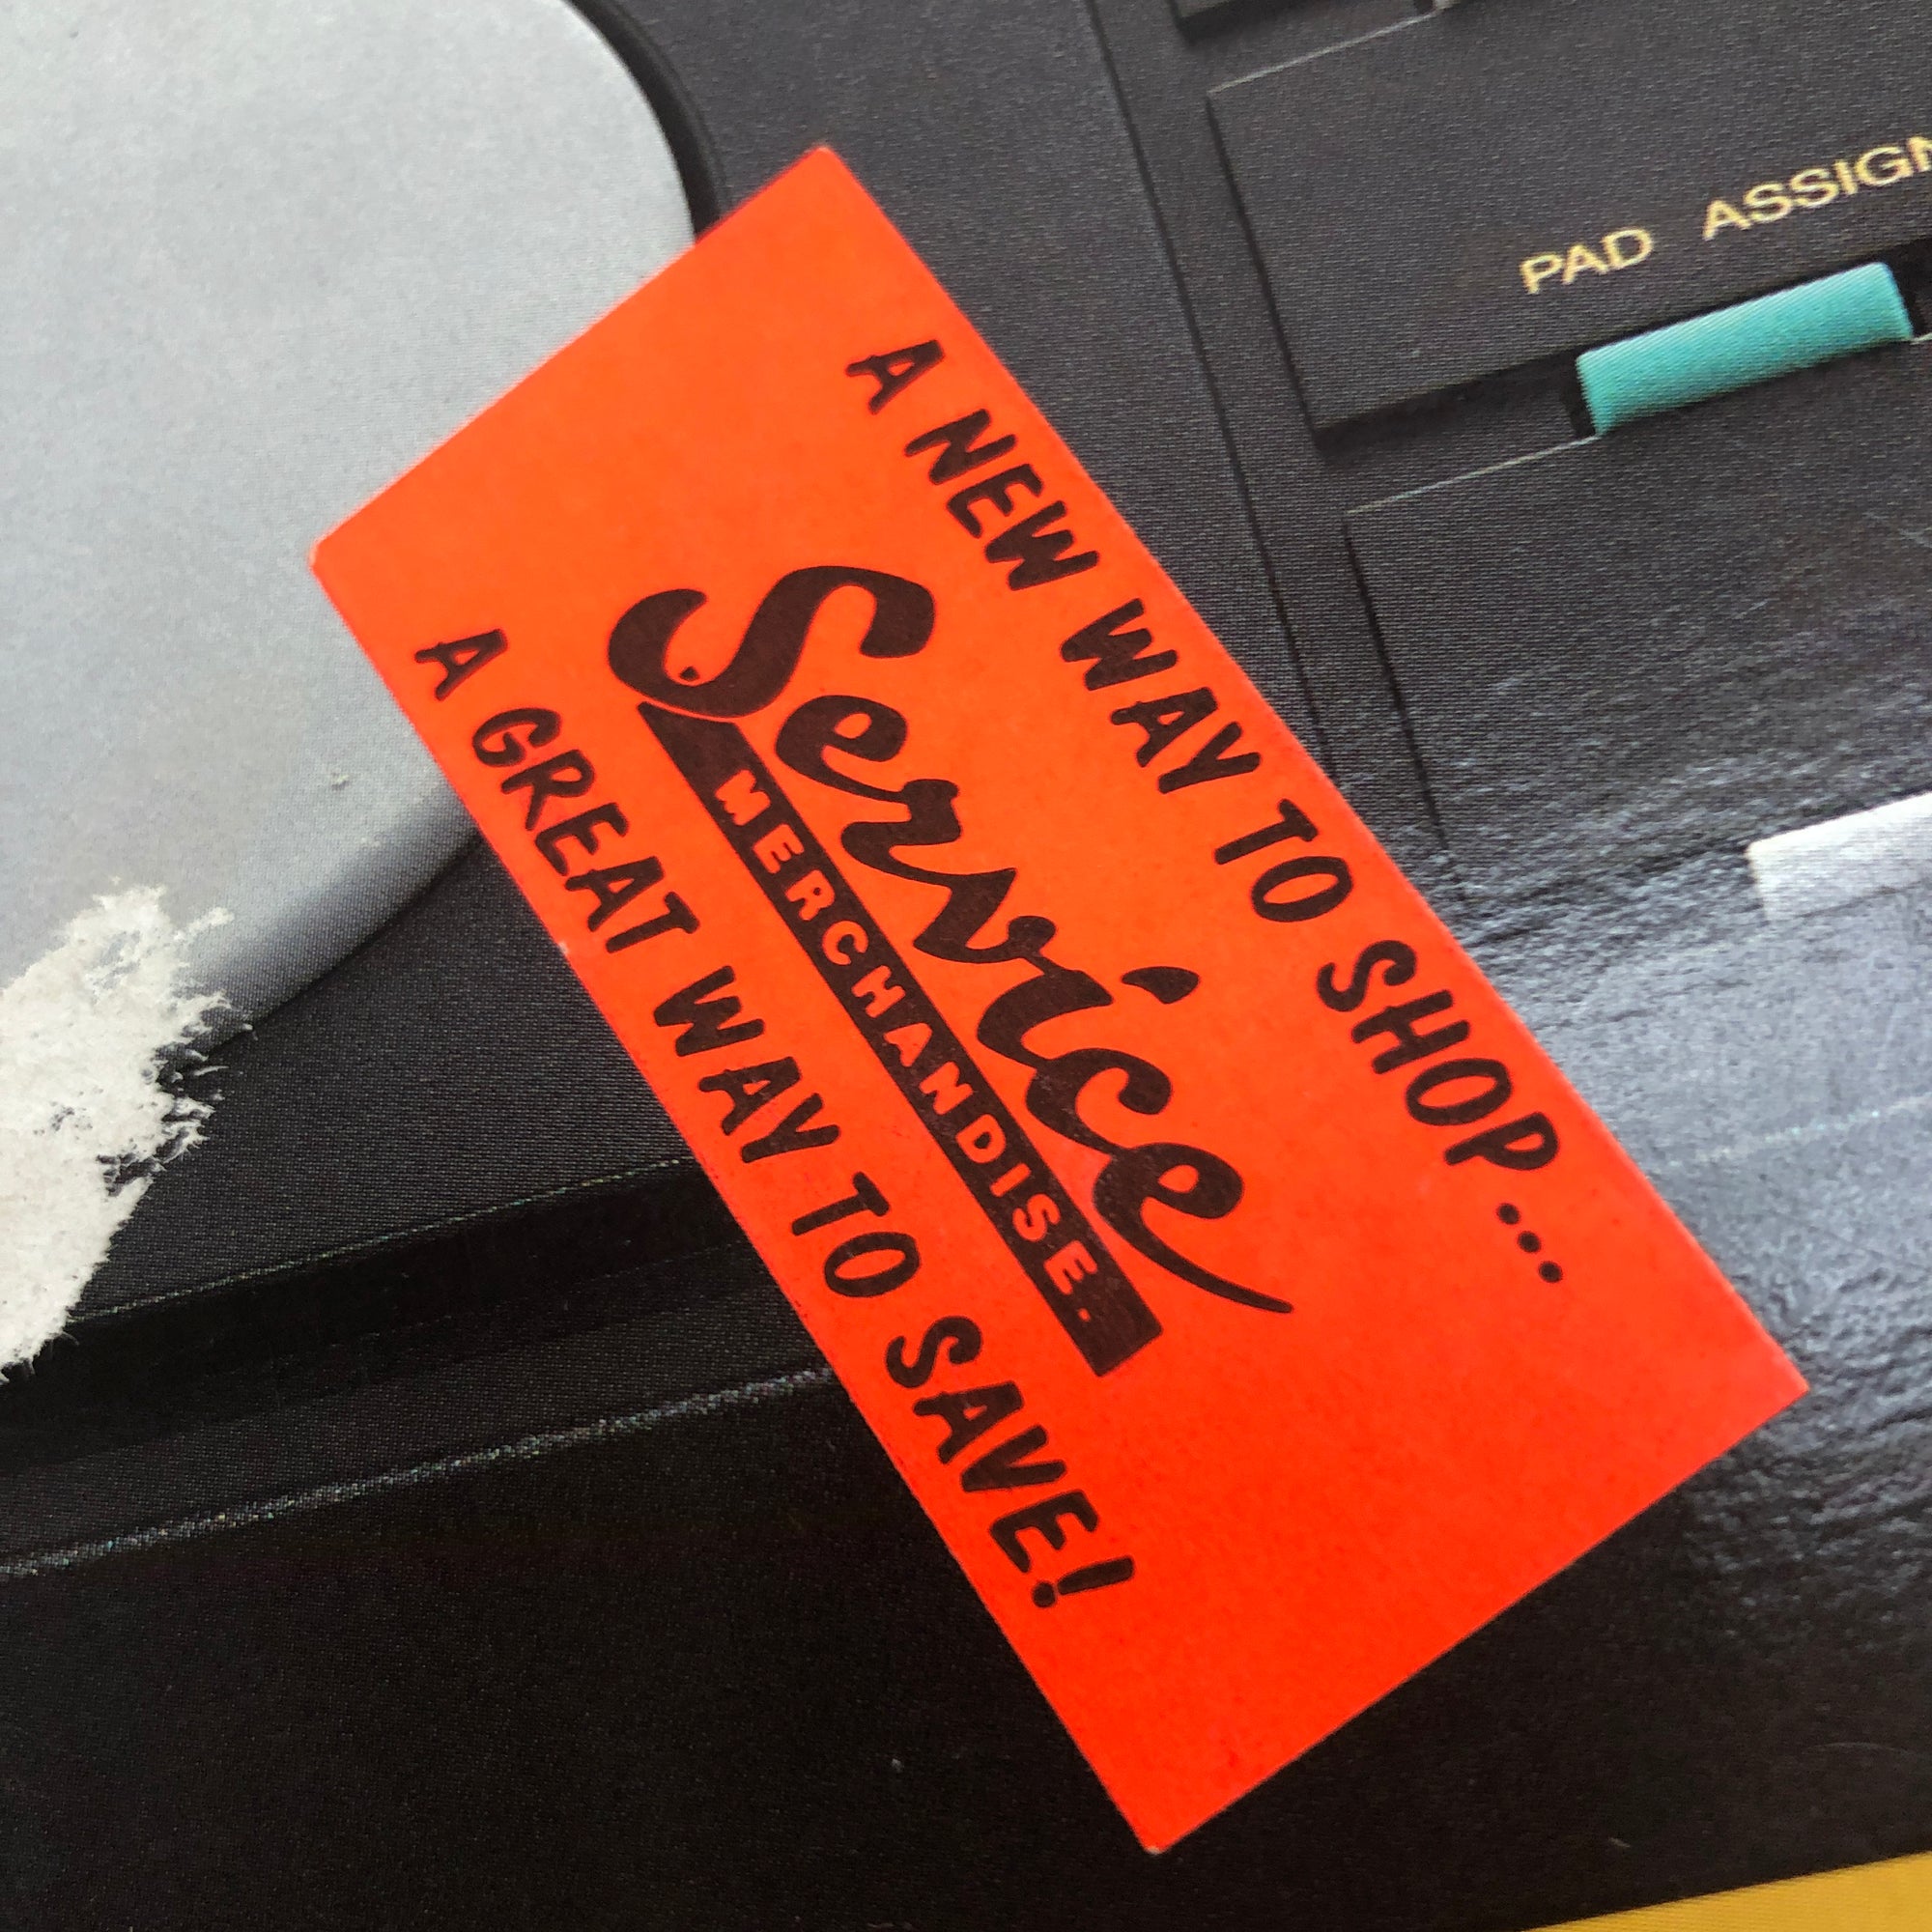 PAD ASSIGN
A NEW WAY TO SHOP...
Service
MERCHANDISE.
A GREAT WAY TO SAVE!